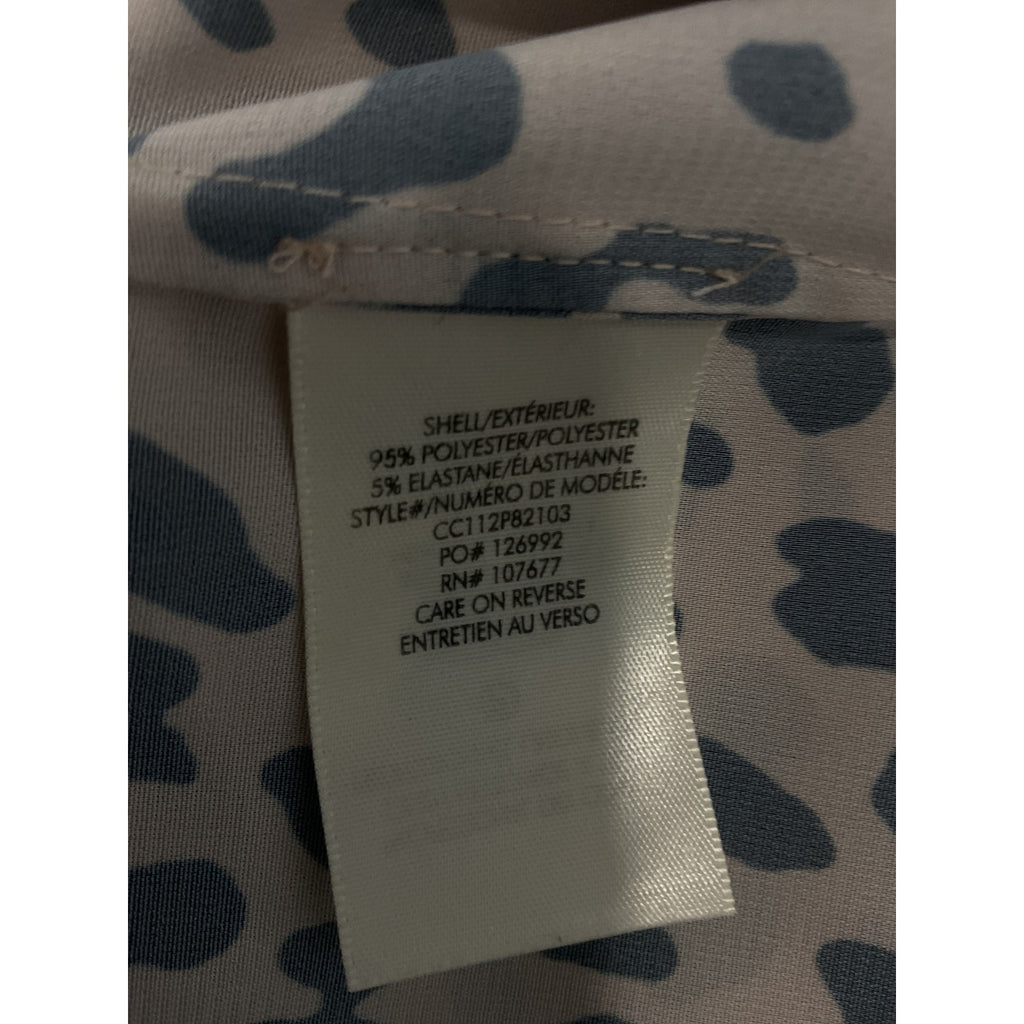 SHELL/EXTÉRIEUR:
95% POLYESTER/POLYESTER
5% ELASTANE/ÉLASTHANNE
STYLE#/NUMÉRO DE MODÉLE:
CC112P82103
PO# 126992
RN# 107677
CARE ON REVERSE
ENTRETIEN AU VERSO